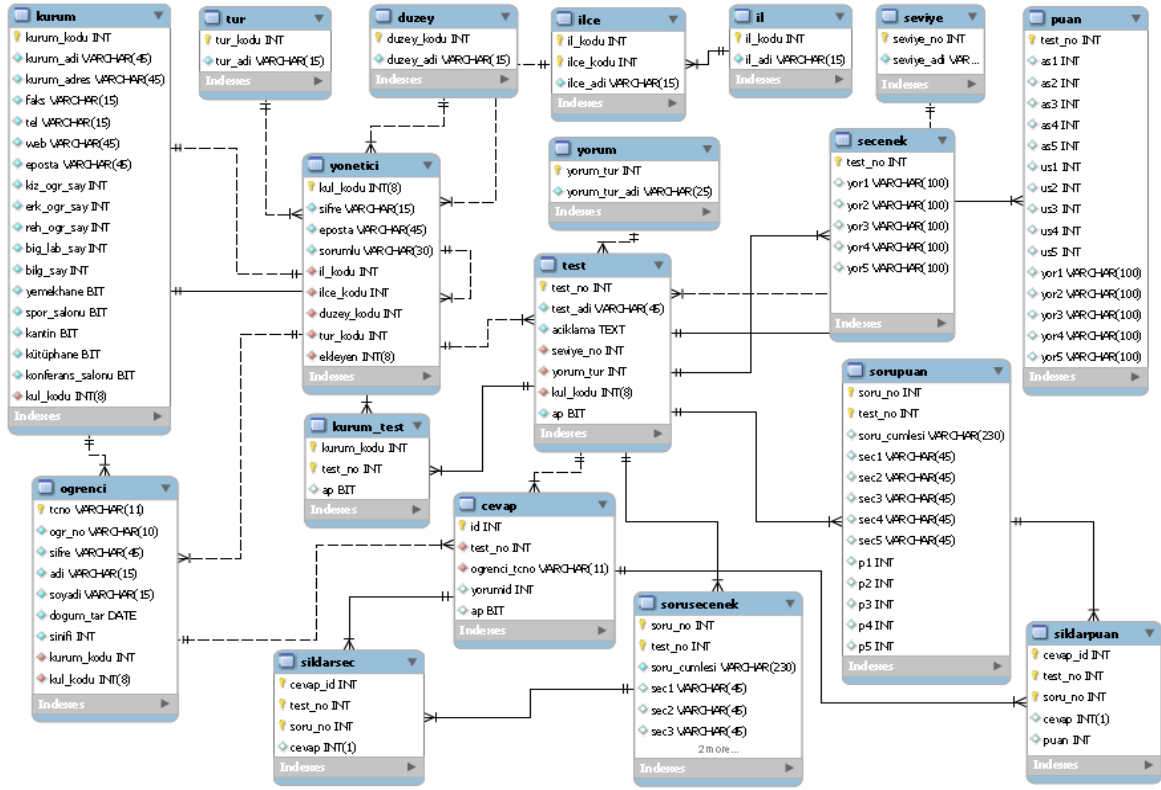 kurum
kurum_kodu INT
kurum_adi VARCHAR(45)
kurum_adres VARCHAR(45)
faks VARCHAR(15)
tel VARCHAR(15)
web VARCHAR(45)
eposta VARCHAR(45)
kiz_ogr_say INT
erk_ogr_say INT
reh_ogr_say INT
big_lab_say INT
bilg_say INT
yemekhane BIT
spor_salonu BIT
kantin BIT
kütüphane BIT
konferans_salonu BIT
kul_kodu INT(8)
Indexes
tur
tur_kodu INT
tur_adi VARCHAR(15)
Indexes
duzey
duzey_kodu INT
duzey_adi VARCHAR(15)
Indexes
ilce
il_kodu INT
ilce_kodu INT
ilce_adi VARCHAR(15)
Indexes
il
il_kodu INT
il_adi VARCHAR(15)
Indexes
seviye
seviye_no INT
seviye_adi VAR...
Indexes
puan
test_no INT
as1 INT
as2 INT
as3 INT
as4 INT
as5 INT
us1 INT
us2 INT
us3 INT
us4 INT
us5 INT
yor1 VARCHAR(100)
yor2 VARCHAR(100)
yor3 VARCHAR(100)
yor4 VARCHAR(100)
yor5 VARCHAR(100)
Indexes
yonetici
kul_kodu INT(8)
sifre VARCHAR(15)
eposta VARCHAR(45)
sorumlu VARCHAR(30)
il_kodu INT
ilce_kodu INT
duzey_kodu INT
tur_kodu INT
ekleyen INT(8)
Indexes
yorum
yorum_tur INT
yorum_tur_adi VARCHAR(25)
Indexes
secenek
test_no INT
yor1 VARCHAR(100)
yor2 VARCHAR(100)
yor3 VARCHAR(100)
yor4 VARCHAR(100)
yor5 VARCHAR(100)
Indexes
test
test_no INT
test_adi VARCHAR(45)
aciklama TEXT
seviye_no INT
yorum_tur INT
kul_kodu INT(8)
ap BIT
Indexes
kurum_test
kurum_kodu INT
test_no INT
ap BIT
Indexes
sorupuan
soru_no INT
test_no INT
soru_cumlesi VARCHAR(230)
sec1 VARCHAR(45)
sec2 VARCHAR(45)
sec3 VARCHAR(45)
sec4 VARCHAR(45)
sec5 VARCHAR(45)
p1 INT
p2 INT
p3 INT
p4 INT
p5 INT
Indexes
ogrenci
tcno VARCHAR(11)
ogr_no VARCHAR(10)
sifre VARCHAR(45)
adi VARCHAR(15)
soyadi VARCHAR(15)
dogum_tar DATE
sinifi INT
kurum_kodu INT
kul_kodu INT(8)
Indexes
cevap
id INT
test_no INT
ogrenci_tcno VARCHAR(11)
yorumid INT
ap BIT
Indexes
siklarsec
cevap_id INT
test_no INT
soru_no INT
cevap INT(1)
Indexes
sorusecenek
soru_no INT
test_no INT
soru_cumlesi VARCHAR(230)
sec1 VARCHAR(45)
sec2 VARCHAR(45)
sec3 VARCHAR(45)
2 more...
Indexes
siklarpuan
cevap_id INT
test_no INT
soru_no INT
cevap INT(1)
puan INT
Indexes